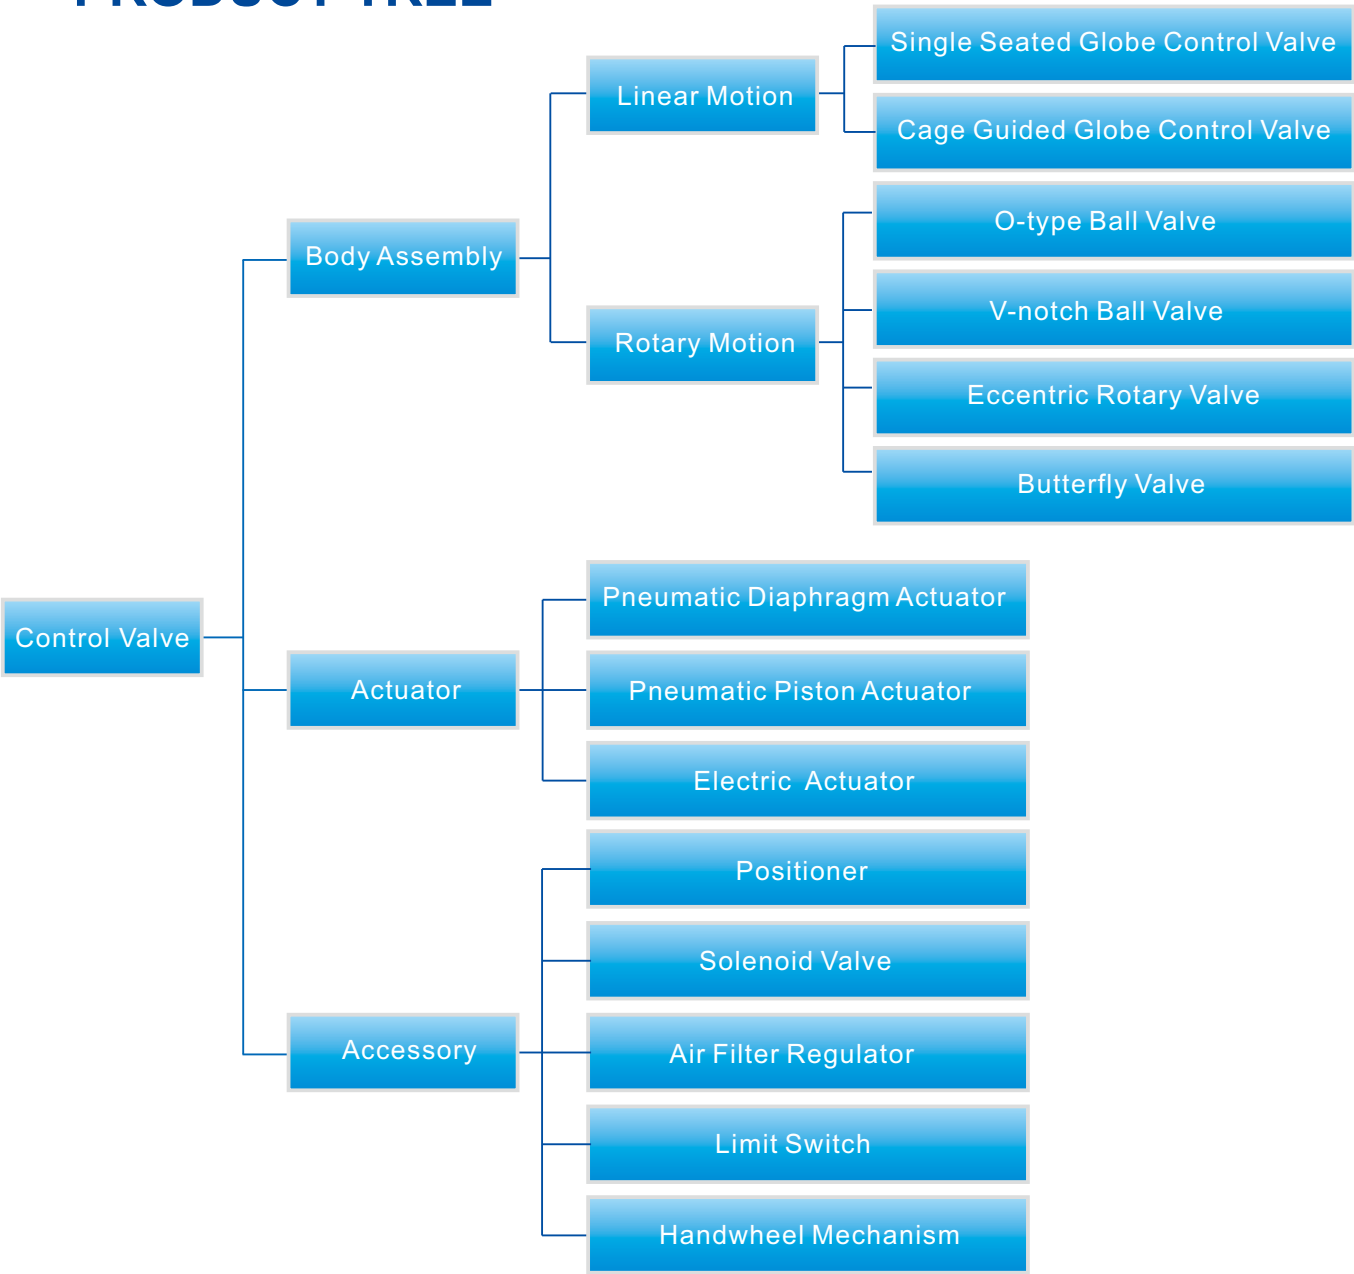 PRODUCT TREE
Single Seated Globe Control Valve
Linear Motion
Cage Guided Globe Control Valve
O-type Ball Valve
Body Assembly
V-notch Ball Valve
Rotary Motion
Eccentric Rotary Valve
Butterfly Valve
Pneumatic Diaphragm Actuator
Control Valve
Actuator
Pneumatic Piston Actuator
Electric Actuator
Positioner
Solenoid Valve
Accessory
Air Filter Regulator
Limit Switch
Handwheel Mechanism